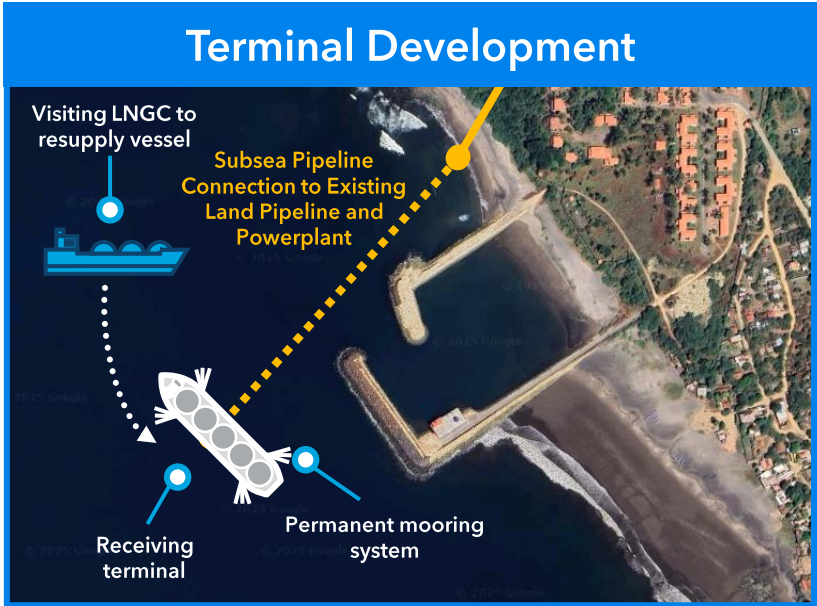 Terminal Development
Visiting LNGC to
resupply vessel
Subsea Pipeline
Connection to Existing
Land Pipeline and
Powerplant
© 2025 Google
© 2025 Google
© 2025 Google
2025 Google
Permanent mooring
system
Receiving
terminal
© 2025 Google
© 2025 Google